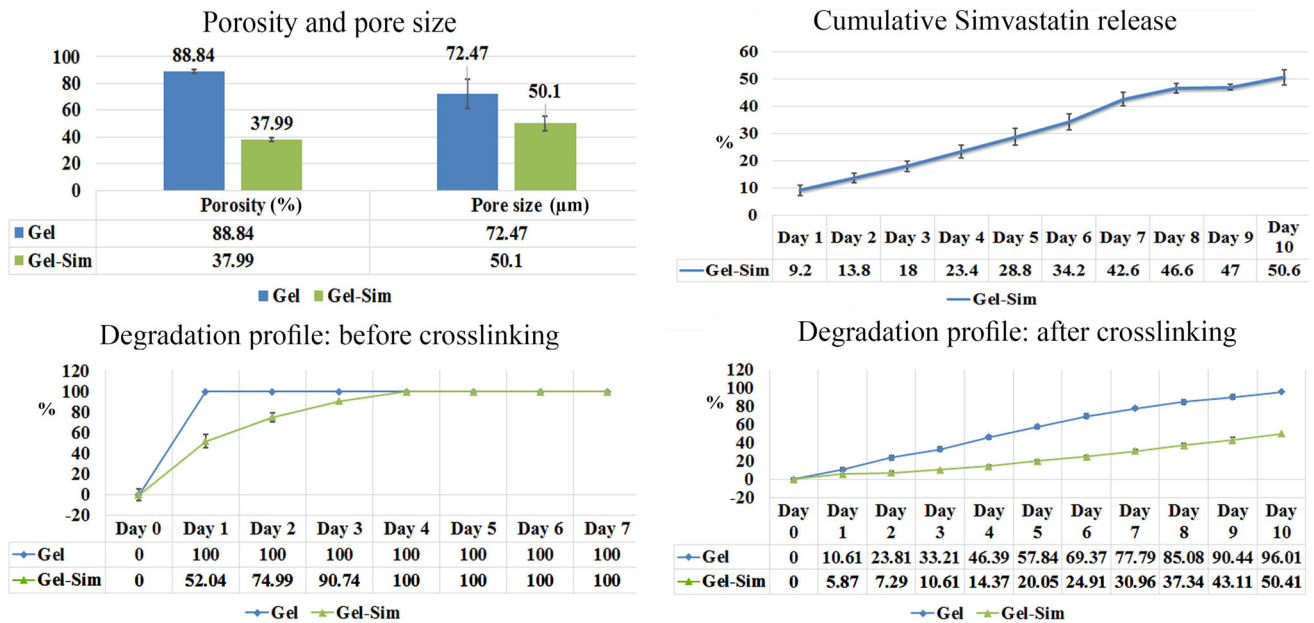 Porosity and pore size
100
80
60
40
20
0
88.84
37.99
72.47
50.1
Porosity (%) Pore size (µm)
Gel 88.84 72.47
Gel-Sim 37.99 50.1
Gel Gel-Sim
Cumulative Simvastatin release
60
50
40
30
20
10
0
%
Day 1 Day 2 Day 3 Day 4 Day 5 Day 6 Day 7 Day 8 Day 9 Day 10
Gel-Sim 9.2 13.8 18 23.4 28.8 34.2 42.6 46.6 47 50.6
Gel-Sim
Degradation profile: before crosslinking
120
100
80
60
40
20
0
-20
%
Day 0 Day 1 Day 2 Day 3 Day 4 Day 5 Day 6 Day 7
Gel 0 100 100 100 100 100 100 100
Gel-Sim 0 52.04 74.99 90.74 100 100 100 100
Gel Gel-Sim
Degradation profile: after crosslinking
120
100
80
60
40
20
0
-20
%
Day Day Day Day Day Day Day Day Day Day Day
0 1 2 3 4 5 6 7 8 9 10
Gel 0 10.61 23.81 33.21 46.39 57.84 69.37 77.79 85.08 90.44 96.01
Gel-Sim 0 5.87 7.29 10.61 14.37 20.05 24.91 30.96 37.34 43.11 50.41
Gel Gel-Sim